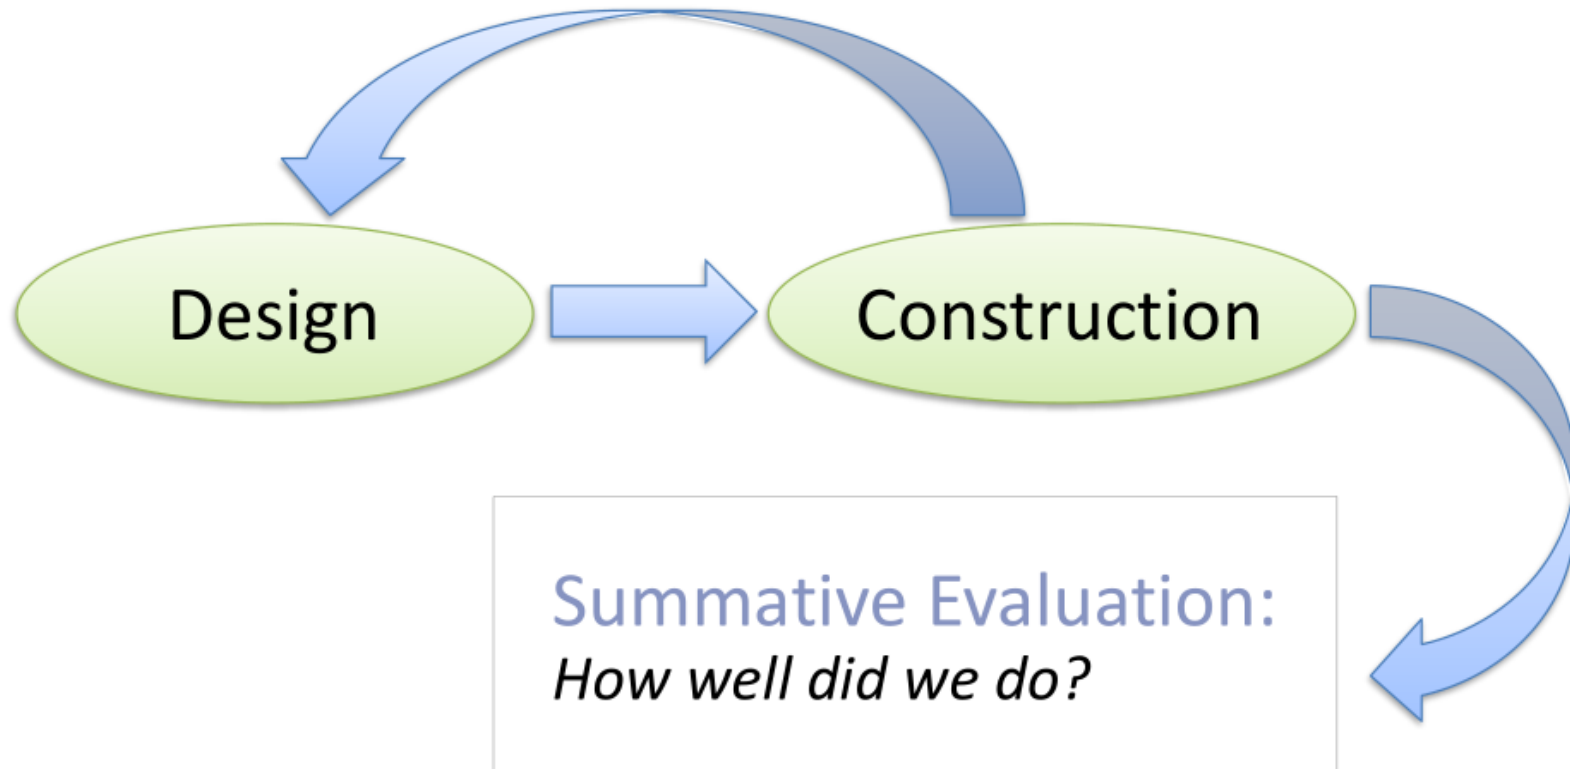 Design
Construction
Summative Evaluation:
How well did we do?